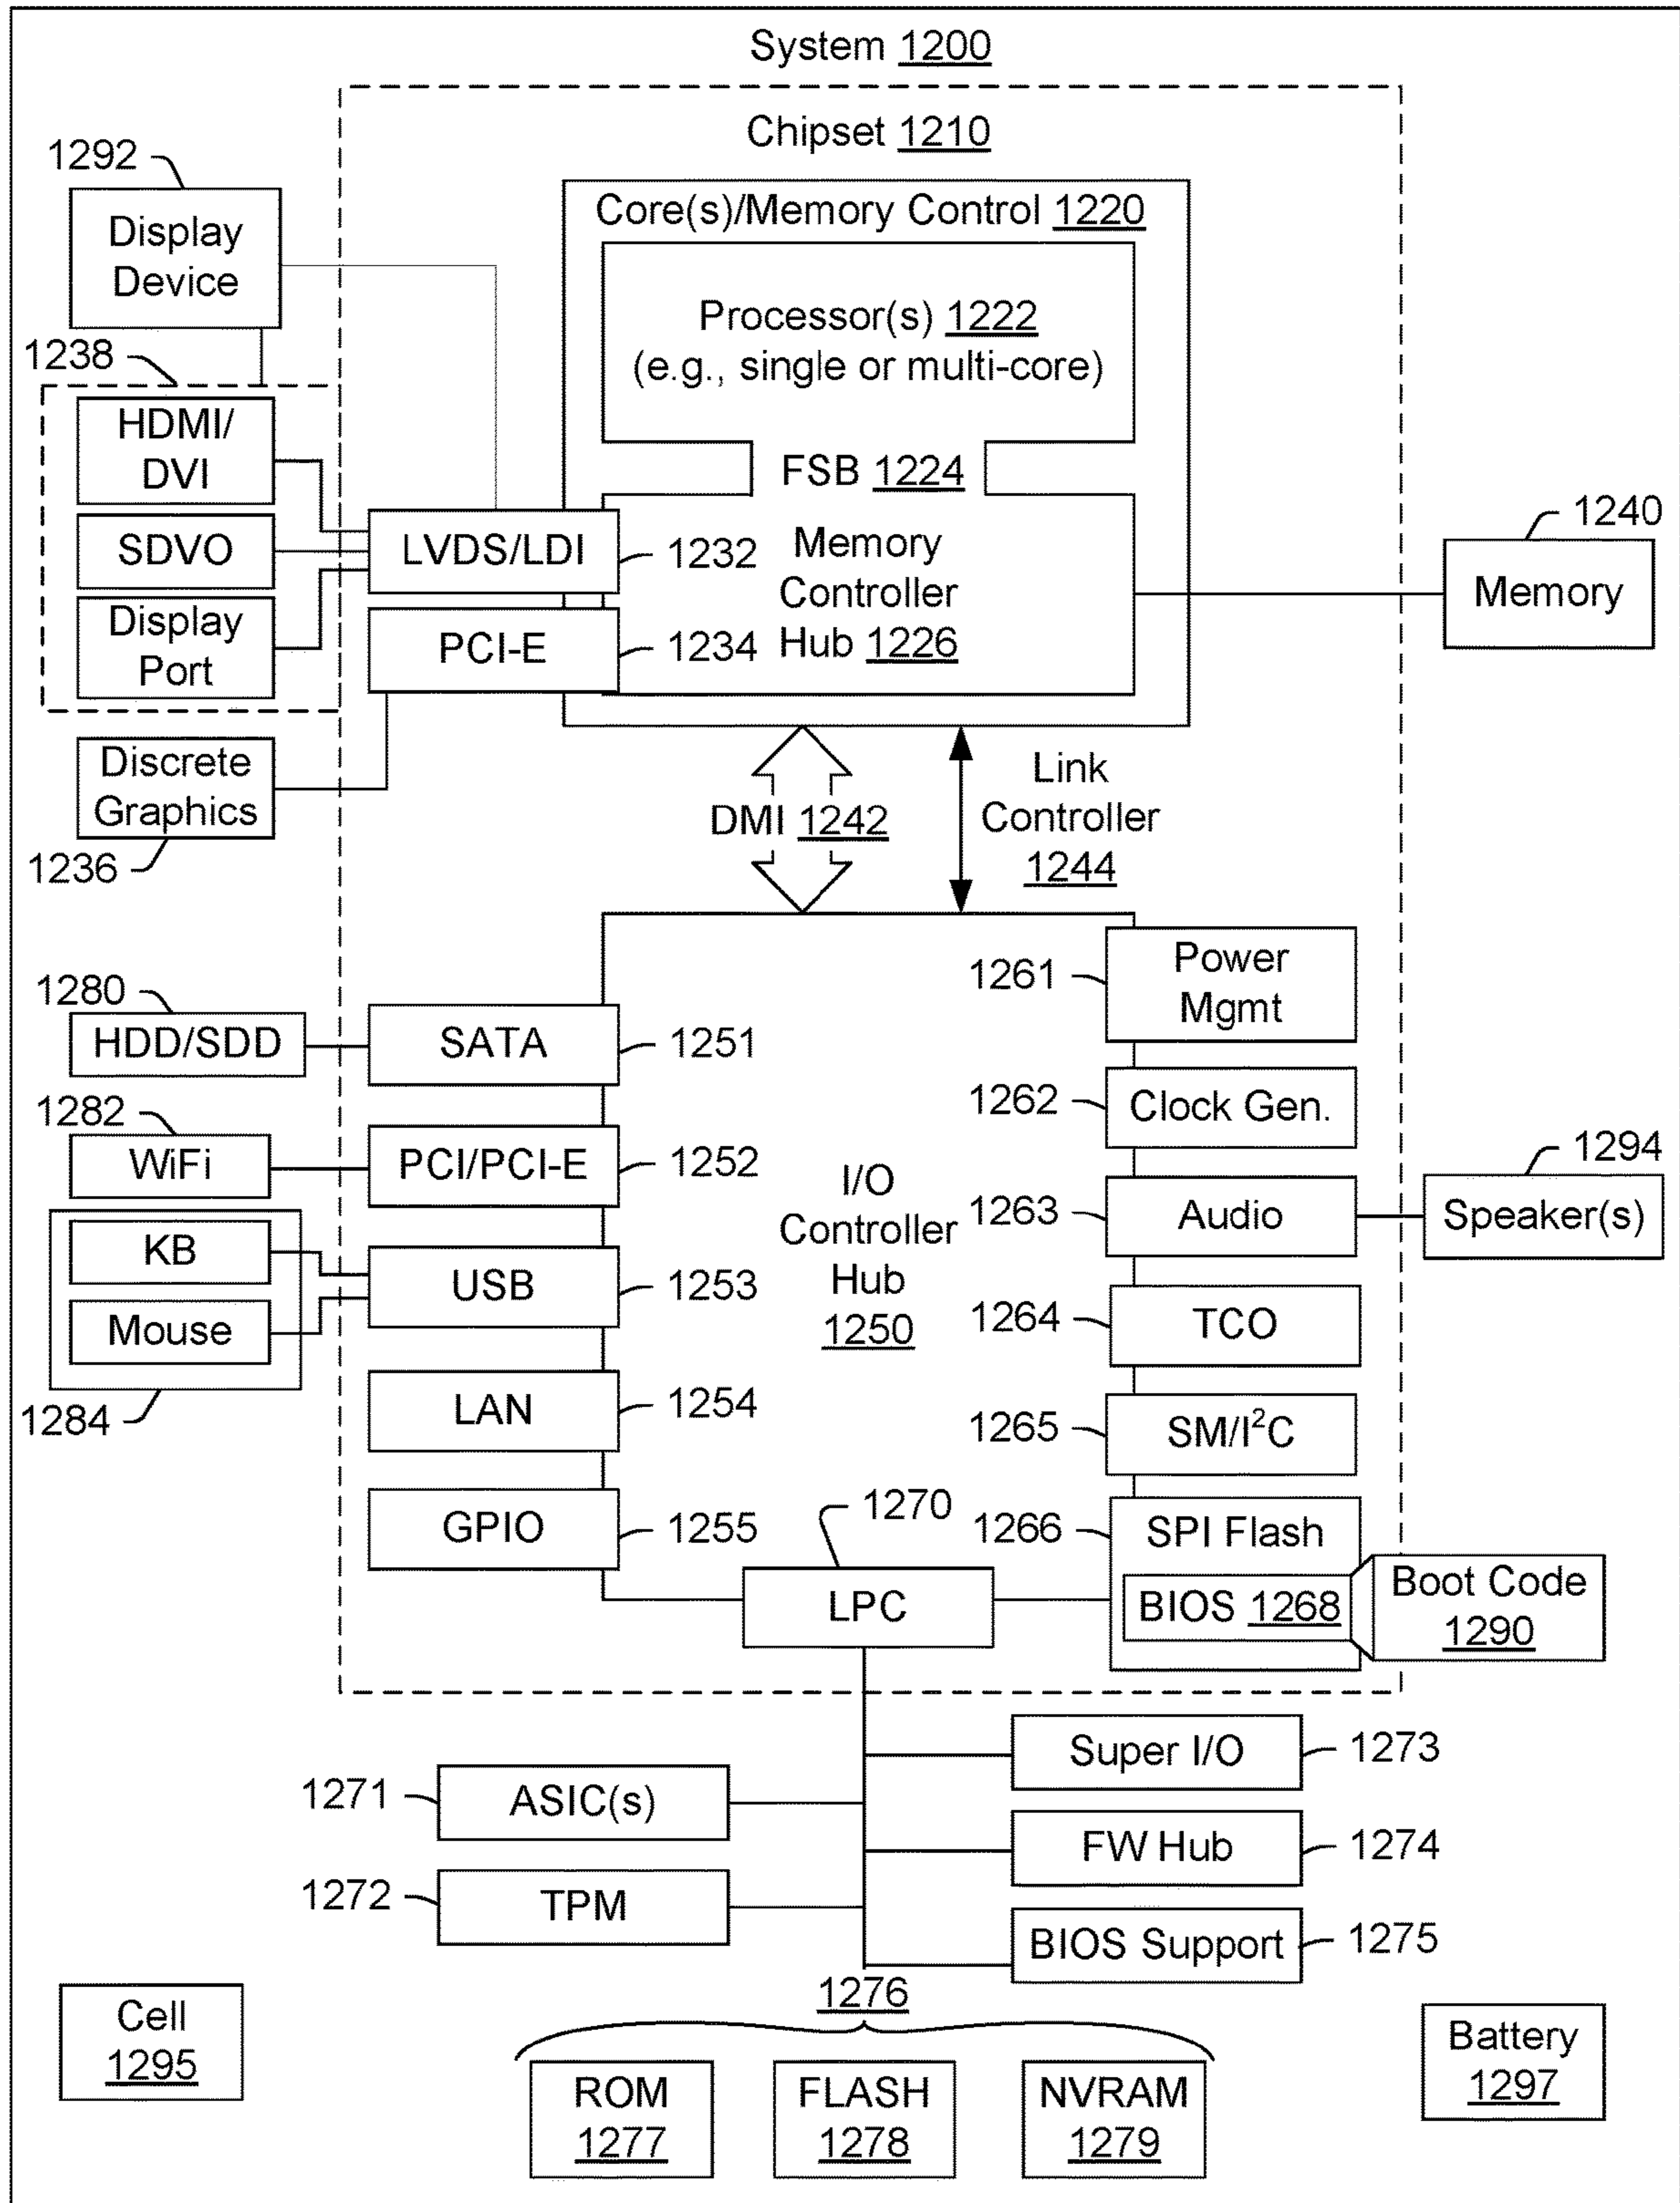 System 1200
Chipset 1210
1292
Display
Device
Core(s)/Memory Control 1220
Processor(s) 1222
(e.g., single or multi-core)
1238
HDMI/
DVI
SDVO
Display
Port
FSB 1224
LVDS/LDI
1232
PCI-E
1234
Memory
Controller
Hub 1226
1240
Memory
Discrete
Graphics
1236
DMI 1242
Link
Controller
1244
1280
HDD/SDD
SATA
1251
1282
WiFi
PCI/PCI-E
1252
KB
Mouse
1284
USB
1253
LAN
1254
GPIO
1255
I/O
Controller
Hub
1250
1261
Power
Mgmt
1262
Clock Gen.
1263
Audio
1294
Speaker(s)
1264
TCO
1265
SM/I²C
1266
SPI Flash
BIOS 1268
Boot Code
1290
1270
LPC
1271
ASIC(s)
1272
TPM
Super I/O
1273
FW Hub
1274
BIOS Support
1275
Cell
1295
1276
ROM
1277
FLASH
1278
NVRAM
1279
Battery
1297